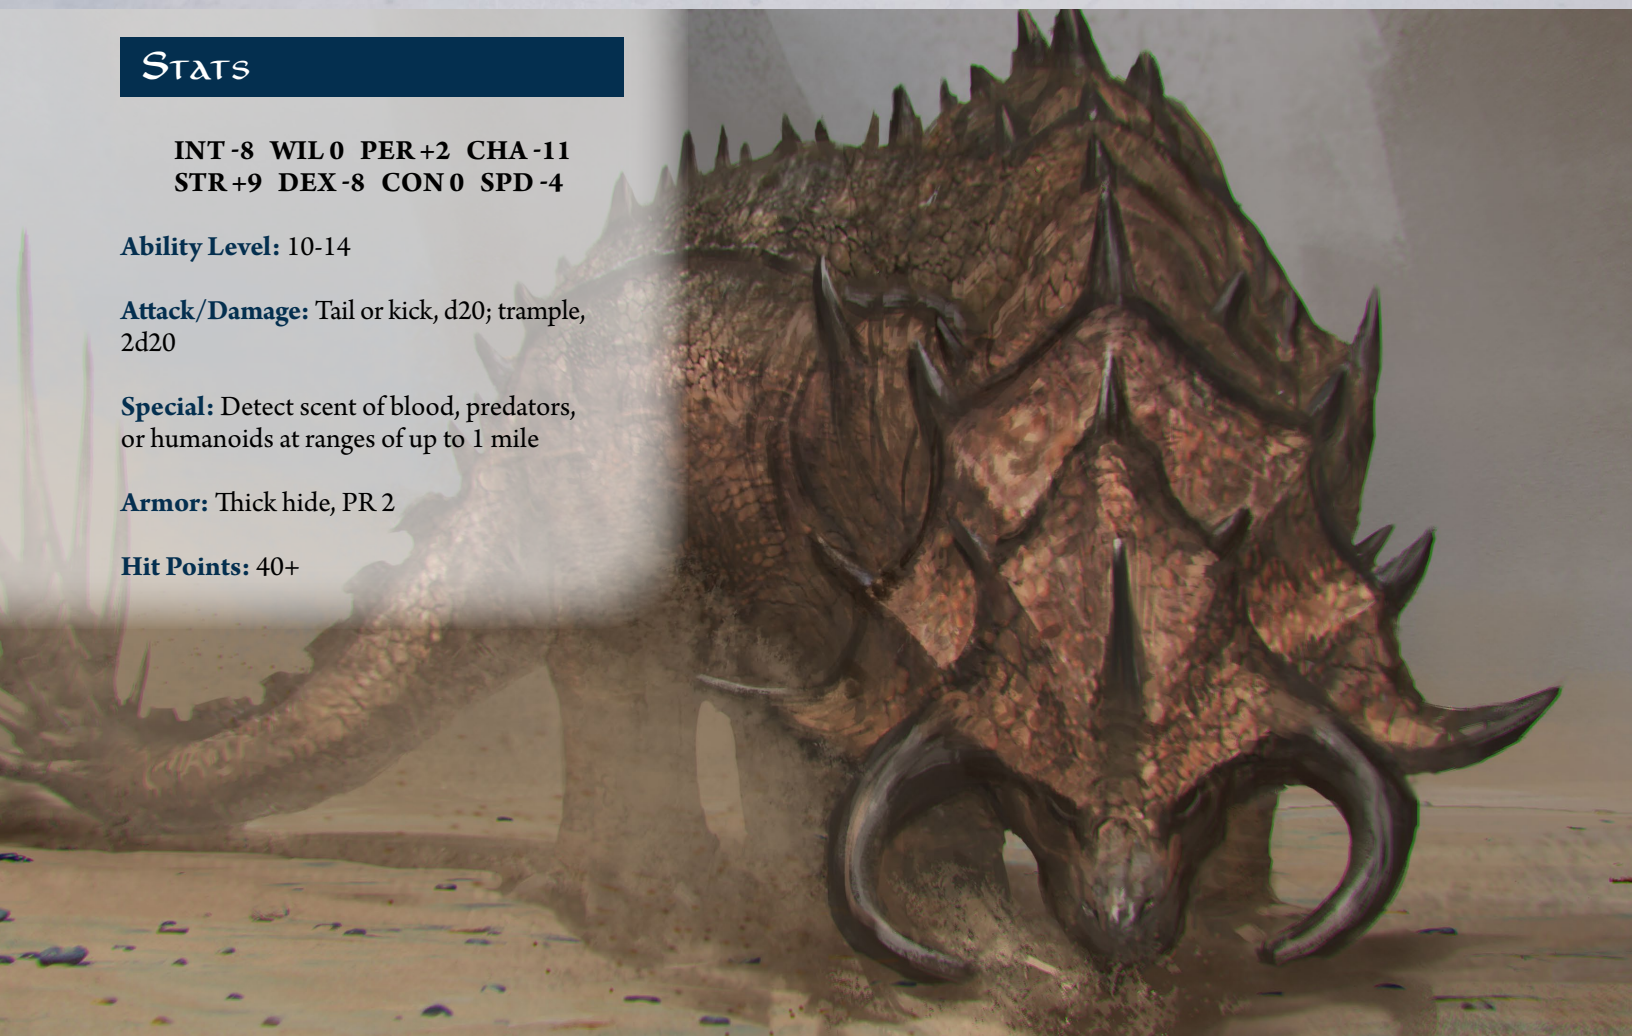 Stats
INT -8 WIL 0 PER +2 CHA -11
STR +9 DEX -8 CON 0 SPD -4
Ability Level: 10-14
Attack/Damage: Tail or kick, d20; trample,
2d20
Special: Detect scent of blood, predators,
or humanoids at ranges of up to 1 mile
Armor: Thick hide, PR 2
Hit Points: 40+